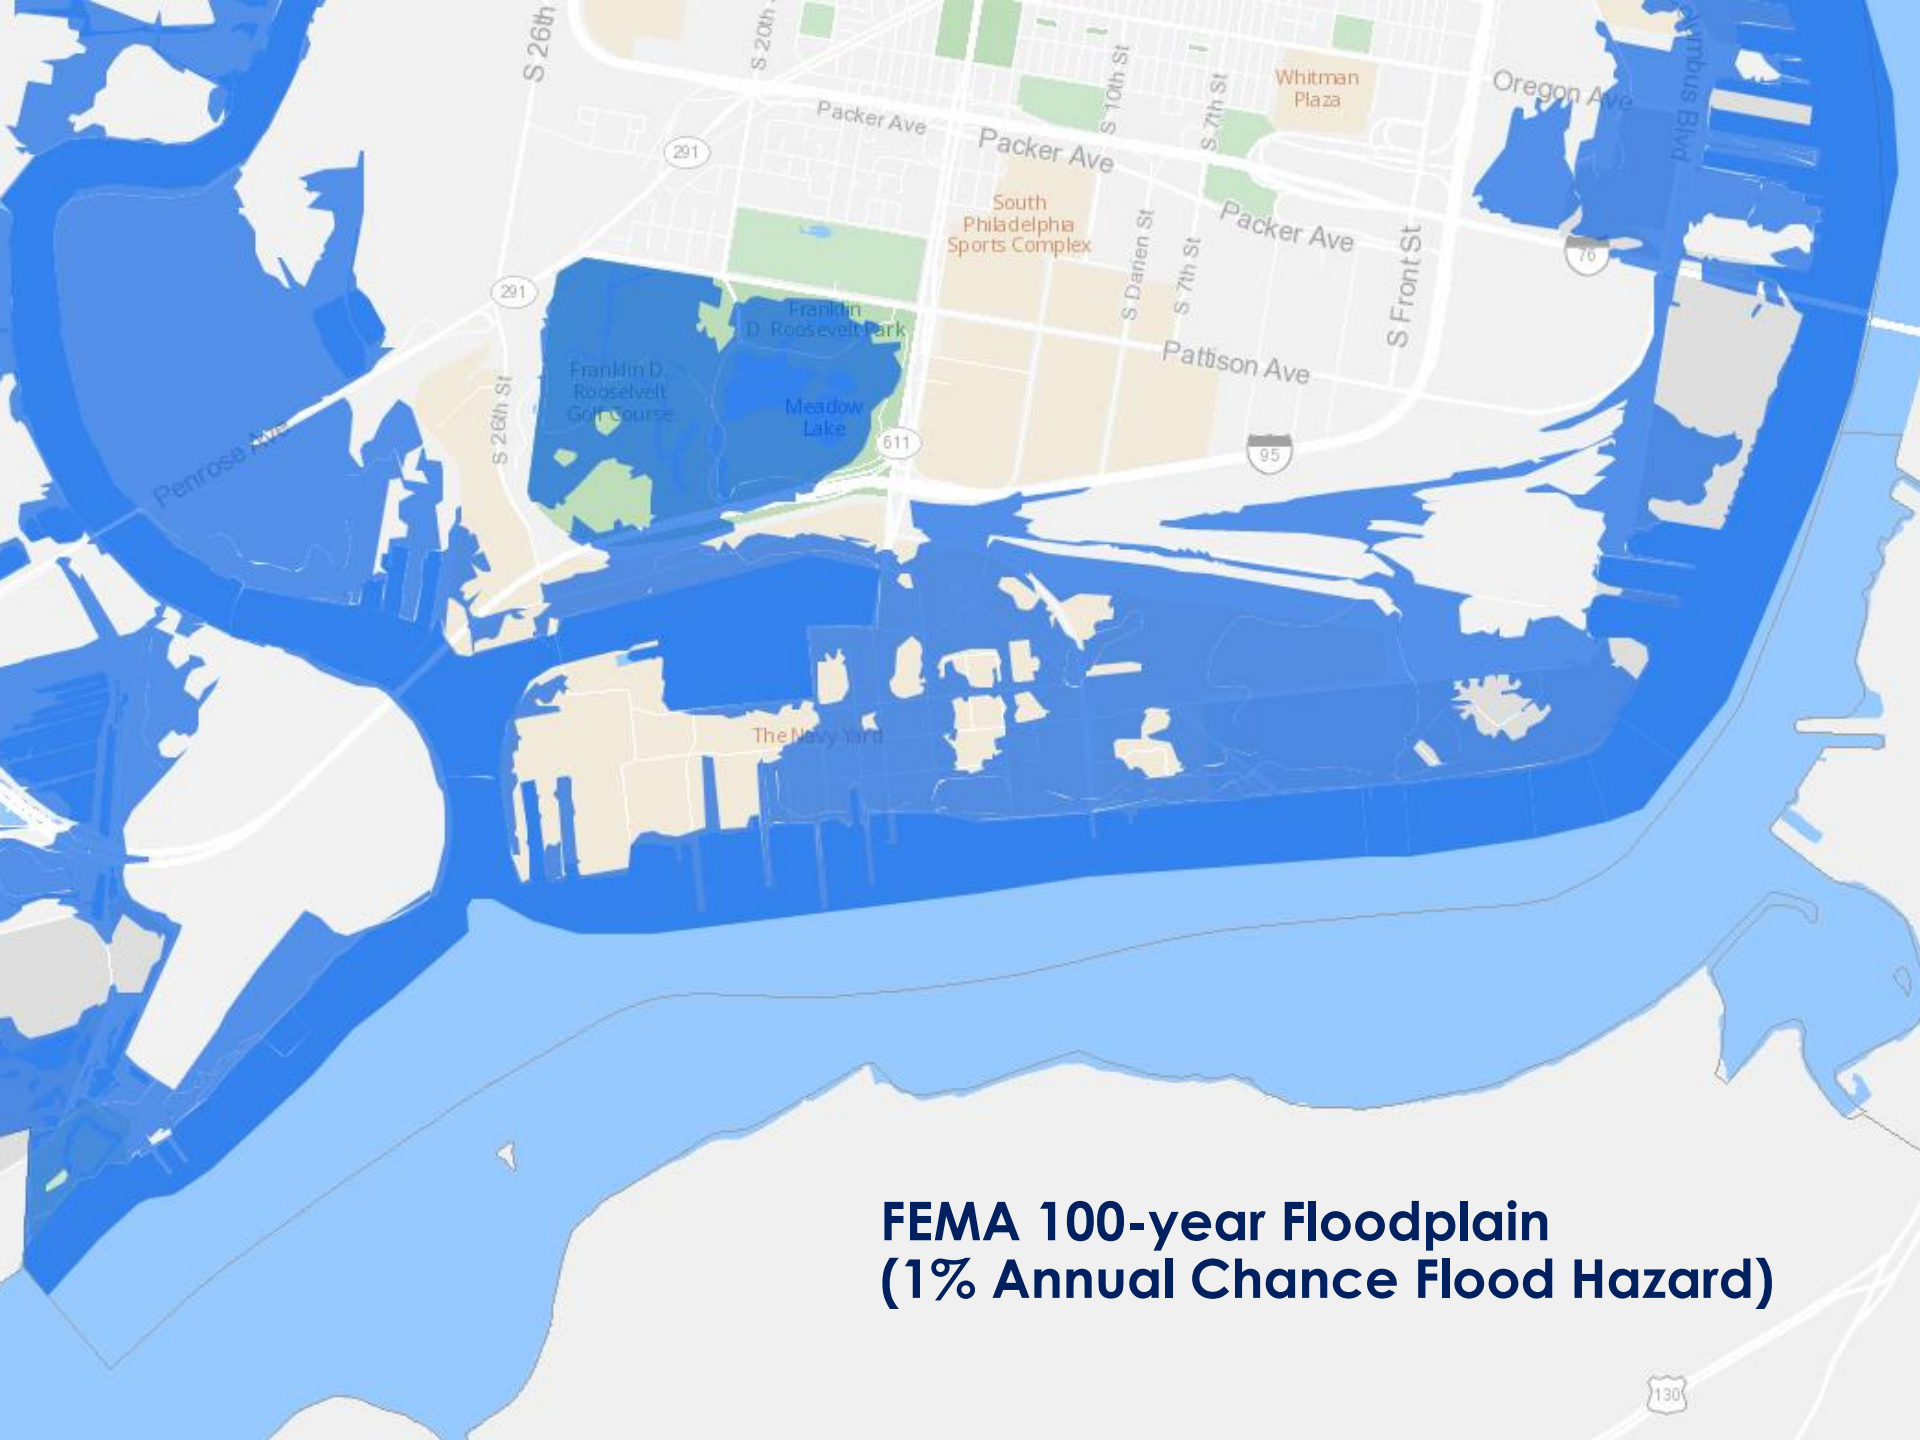 S 26th
S 20th
S 10th St
S 7th St
Whitman
Plaza
Oregon Ave
Columbus Blvd
Packer Ave
291
Packer Ave
South
Philadelphia
Sports Complex
S Darien St
S 7th St
Packer Ave
S Front St
76
291
Franklin
D. Roosevelt Park
Pattison Ave
Franklin D.
Rooselvelt
Golf Course
Meadow
Lake
S 26th St
611
95
Penrose Ave
The Navy Yard
FEMA 100-year Floodplain
(1% Annual Chance Flood Hazard)
130